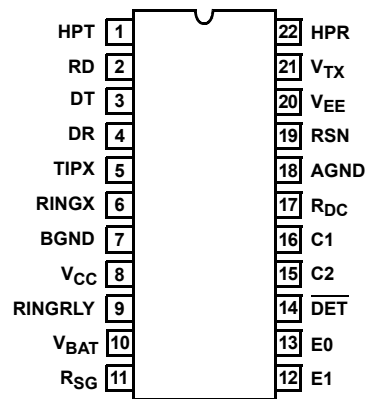 HPT 1 22 HPR
RD 2 21 VTX
DT 3 20 VEE
DR 4 19 RSN
TIPX 5 18 AGND
RINGX 6 17 RDC
BGND 7 16 C1
VCC 8 15 C2
RINGRLY 9 14 DET
VBAT 10 13 E0
RSG 11 12 E1